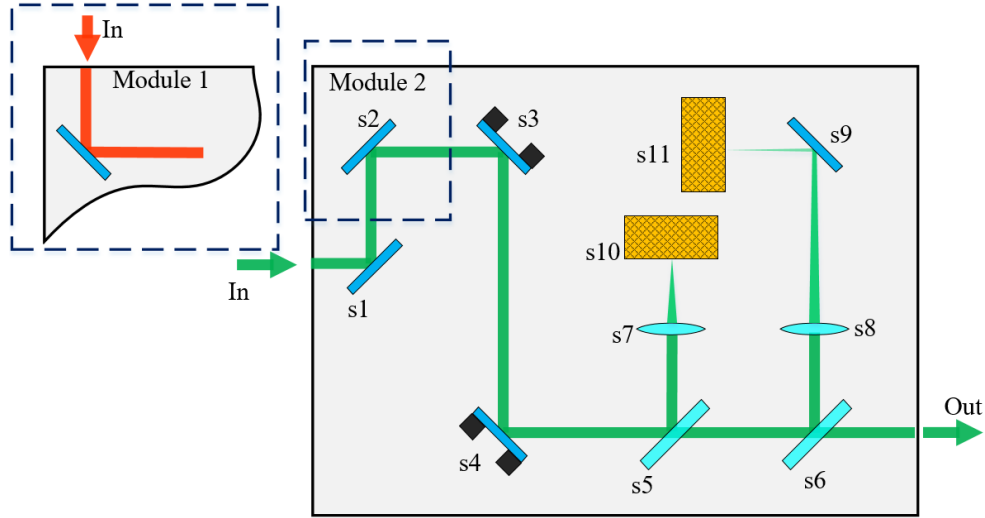 In
Module 1
Module 2
s2
s3
s9
s11
s10
In
s1
s7
s8
Out
s4
s5
s6